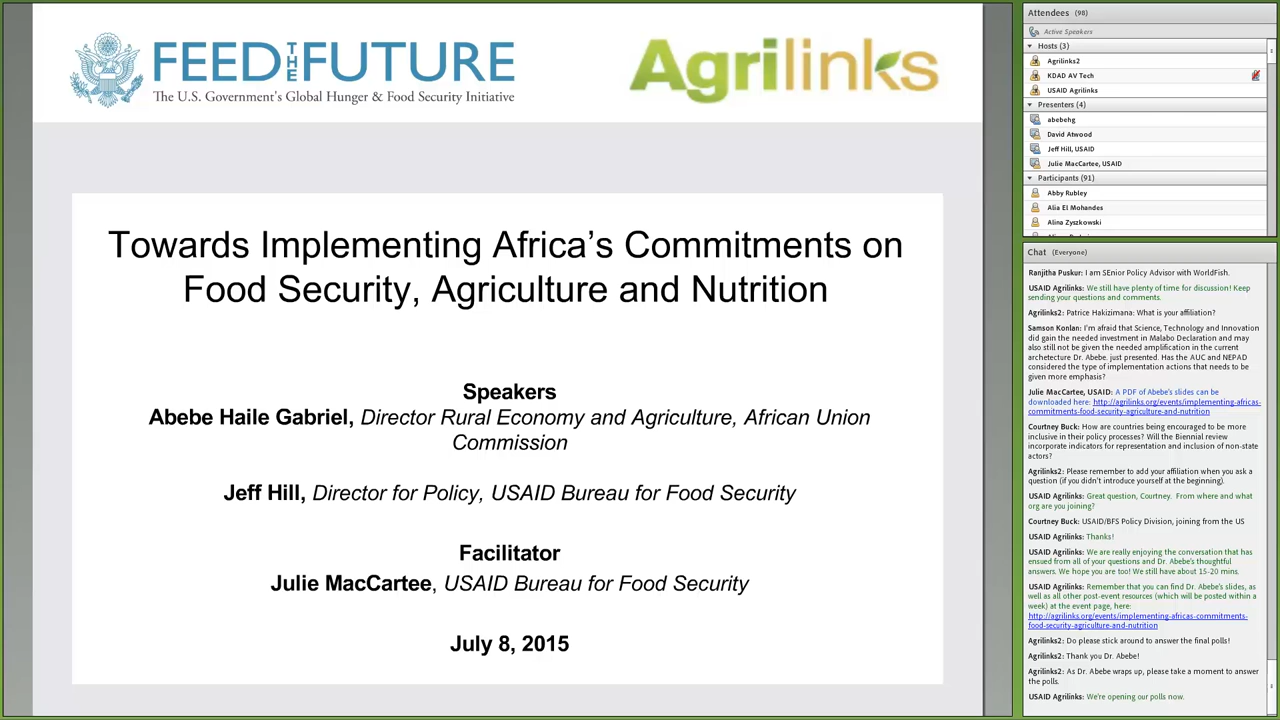 FEED THE FUTURE
The U.S. Government's Global Hunger & Food Security Initiative
Agrilinks
Towards Implementing Africa's Commitments on
Food Security, Agriculture and Nutrition
Speakers
Abebe Haile Gabriel, Director Rural Economy and Agriculture, African Union
Commission
Jeff Hill, Director for Policy, USAID Bureau for Food Security
Facilitator
Julie MacCartee, USAID Bureau for Food Security
July 8, 2015
Attendees (98)
Active Speakers
Hosts (3)
Agrilinks2
KDAD AV Tech
USAID Agrilinks
Presenters (4)
abebehg
David Atwood
Jeff Hill, USAID
Julie MacCartee, USAID
Participants (91)
Abby Rubley
Alia El Mohandes
Alina Zyszkowski
Chat (Everyone)
Ranjitha Puskur: I am SEnior Policy Advisor with WorldFish.
USAID Agrilinks: We still have plenty of time for discussion! Keep
sending your questions and comments.
Agrilinks2: Patrice Hakizimana: What is your affiliation?
Samson Konlan: I'm afraid that Science, Technology and Innovation
did gain the needed investment in Malabo Declaration and may
also still not be given the needed amplification in the current
archetecture Dr. Abebe. just presented. Has the AUC and NEPAD
considered the type of implementation actions that needs to be
given more emphasis?
Julie MacCartee, USAID: A PDF of Abebe's slides can be
downloaded here: http://agrilinks.org/events/implementing-africas-
commitments-food-security-agriculture-and-nutrition
Courtney Buck: How are countries being encouraged to be more
inclusive in their policy processes? Will the Biennial review
incorporate indicators for representation and inclusion of non-state
actors?
Agrilinks2: Please remember to add your affiliation when you ask a
question (if you didn't introduce yourself at the beginning).
USAID Agrilinks: Great question, Courtney. From where and what
org are you joining?
Courtney Buck: USAID/BFS Policy Division, joining from the US
USAID Agrilinks: Thanks!
USAID Agrilinks: We are really enjoying the conversation that has
ensued from all of your questions and Dr. Abebe's thoughtful
answers. We hope you are too! We still have about 15-20 mins.
USAID Agrilinks: Remember that you can find Dr. Abebe's slides, as
well as all other post-event resources (which will be posted within a
week) at the event page, here:
http://agrilinks.org/events/implementing-africas-commitments-
food-security-agriculture-and-nutrition
Agrilinks2: Do please stick around to answer the final polls!
Agrilinks2: Thank you Dr. Abebe!
Agrilinks2: As Dr. Abebe wraps up, please take a moment to answer
the polls.
USAID Agrilinks: We're opening our polls now.